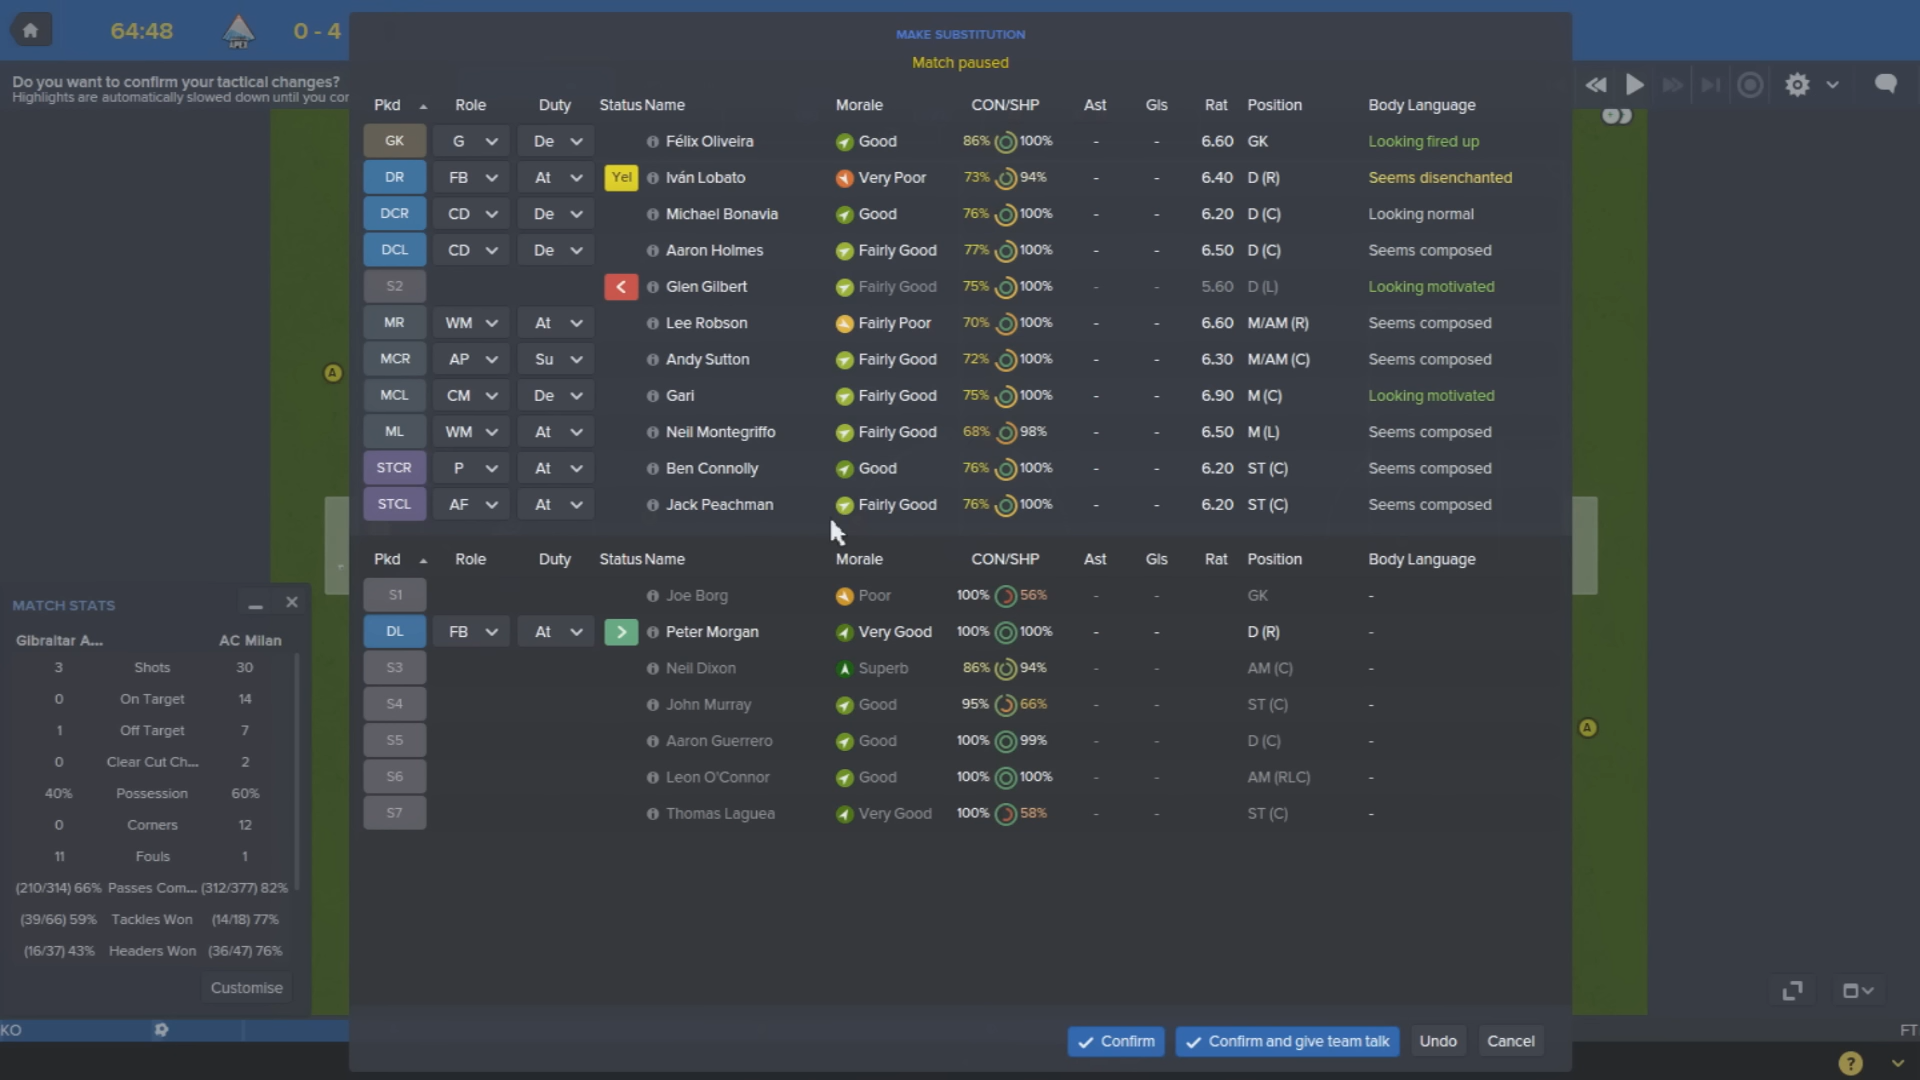 64:48 APEX 0 - 4
MAKE SUBSTITUTION
Match paused
Do you want to confirm your tactical changes?
Highlights are automatically slowed down until you cor
Pkd Role Duty Status Name Morale CON/SHP Ast Gls Rat Position Body Language
GK G De Félix Oliveira Good 86% 100% - - 6.60 GK Looking fired up
DR FB At Yel Iván Lobato Very Poor 73% 94% - - 6.40 D (R) Seems disenchanted
DCR CD De Michael Bonavia Good 76% 100% - - 6.20 D (C) Looking normal
DCL CD De Aaron Holmes Fairly Good 77% 100% - - 6.50 D (C) Seems composed
S2 Glen Gilbert Fairly Good 75% 100% - - 5.60 D (L) Looking motivated
MR WM At Lee Robson Fairly Poor 70% 100% - - 6.60 M/AM (R) Seems composed
MCR AP Su Andy Sutton Fairly Good 72% 100% - - 6.30 M/AM (C) Seems composed
MCL CM De Gari Fairly Good 75% 100% - - 6.90 M (C) Looking motivated
ML WM At Neil Montegriffo Fairly Good 68% 98% - - 6.50 M (L) Seems composed
STCR P At Ben Connolly Good 76% 100% - - 6.20 ST (C) Seems composed
STCL AF At Jack Peachman Fairly Good 76% 100% - - 6.20 ST (C) Seems composed
Pkd Role Duty Status Name Morale CON/SHP Ast Gls Rat Position Body Language
S1 Joe Borg Poor 100% 56% - - GK -
DL FB At Peter Morgan Very Good 100% 100% - - D (R) -
S3 Neil Dixon Superb 86% 94% - - AM (C) -
S4 John Murray Good 95% 66% - - ST (C) -
S5 Aaron Guerrero Good 100% 99% - - D (C) -
S6 Leon O'Connor Good 100% 100% - - AM (RLC) -
S7 Thomas Laguea Very Good 100% 58% - - ST (C) -
A
A
MATCH STATS
Gibraltar A... AC Milan
3 Shots 30
0 On Target 14
1 Off Target 7
0 Clear Cut Ch... 2
40% Possession 60%
0 Corners 12
11 Fouls 1
(210/314) 66% Passes Com... (312/377) 82%
(39/66) 59% Tackles Won (14/18) 77%
(16/37) 43% Headers Won (36/47) 76%
Customise
KO
FT
Confirm Confirm and give team talk Undo Cancel
?